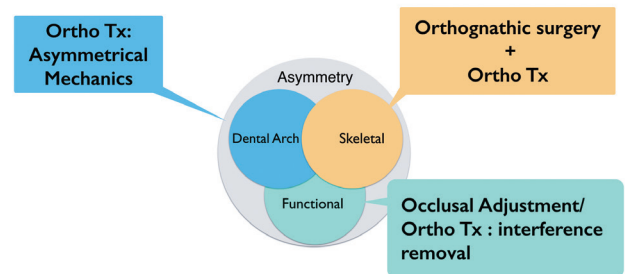 Ortho Tx:
Asymmetrical
Mechanics
Orthognathic surgery
+
Ortho Tx
Asymmetry
Dental Arch
Skeletal
Functional
Occlusal Adjustment/
Ortho Tx : interference
removal